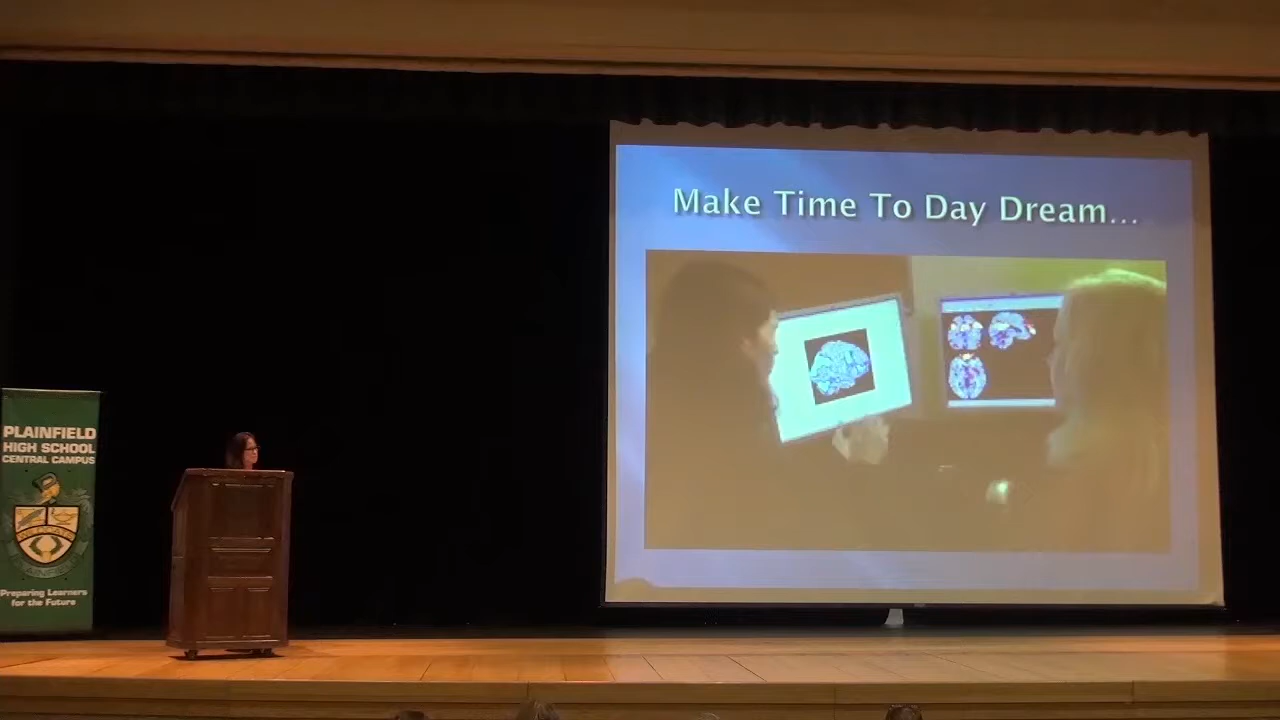 Make Time To Day Dream...
PLAINFIELD
HIGH SCHOOL
CENTRAL CAMPUS
Preparing Learners
for the Future